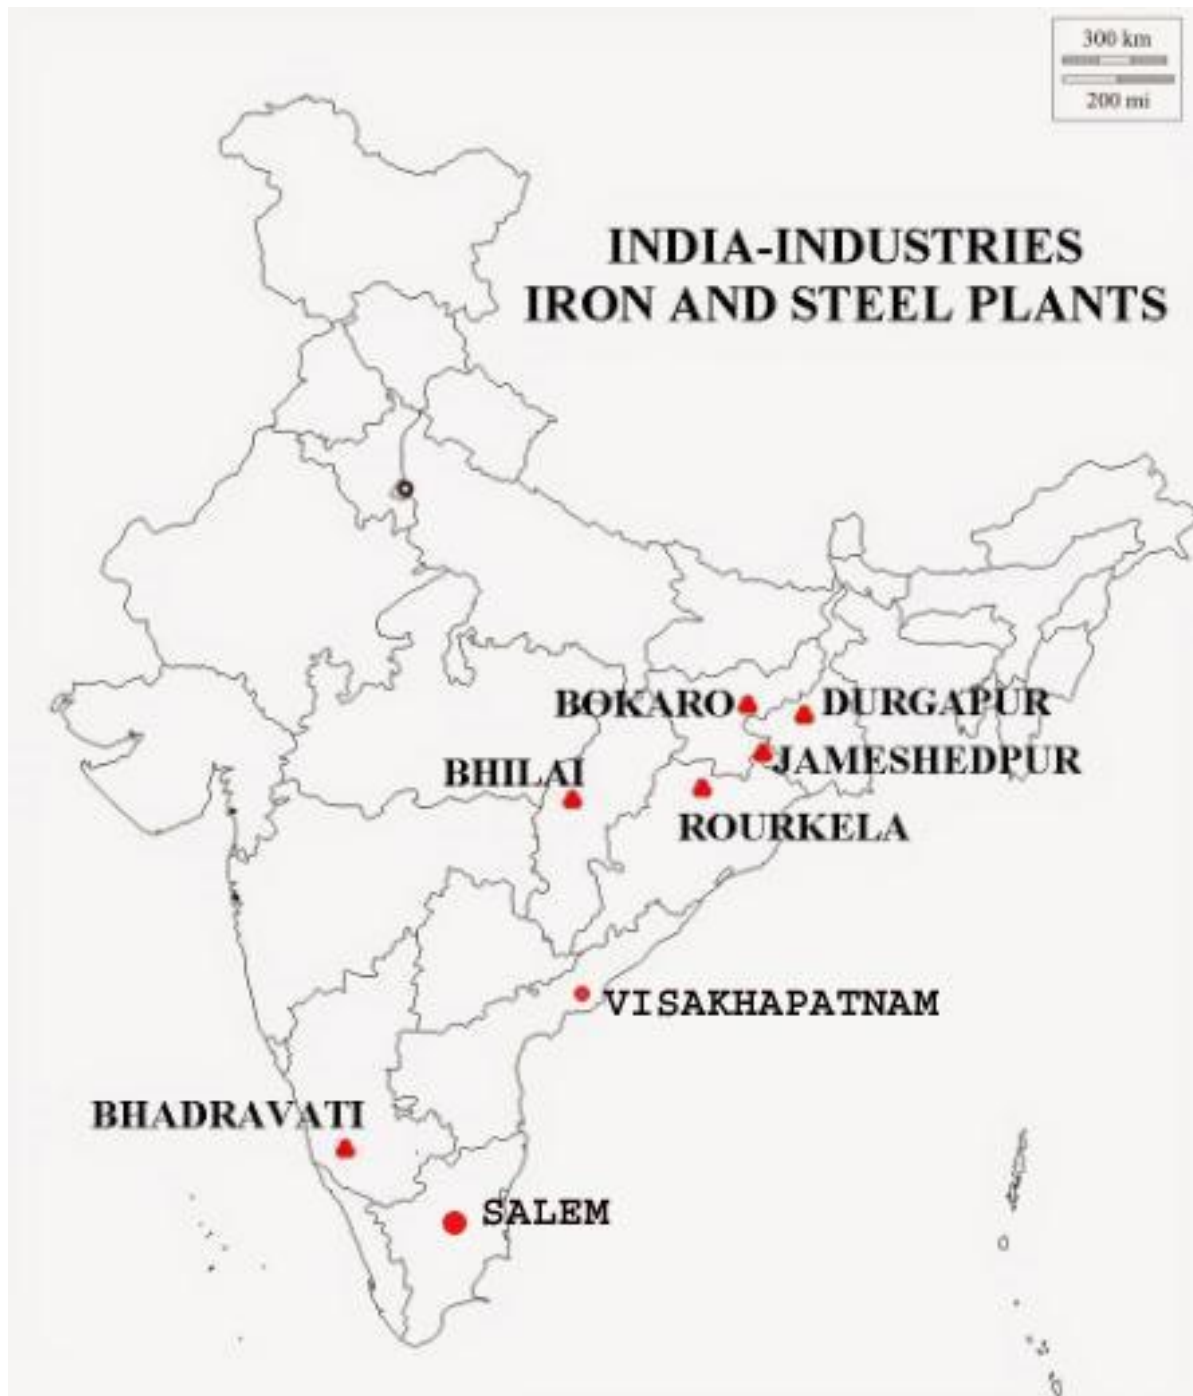 300 km
200 mi
INDIA-INDUSTRIES
IRON AND STEEL PLANTS
BOKARO
DURGAPUR
JAMESHEDPUR
BHILAI
ROURKELA
VISAKHAPATNAM
BHADRAVATI
SALEM